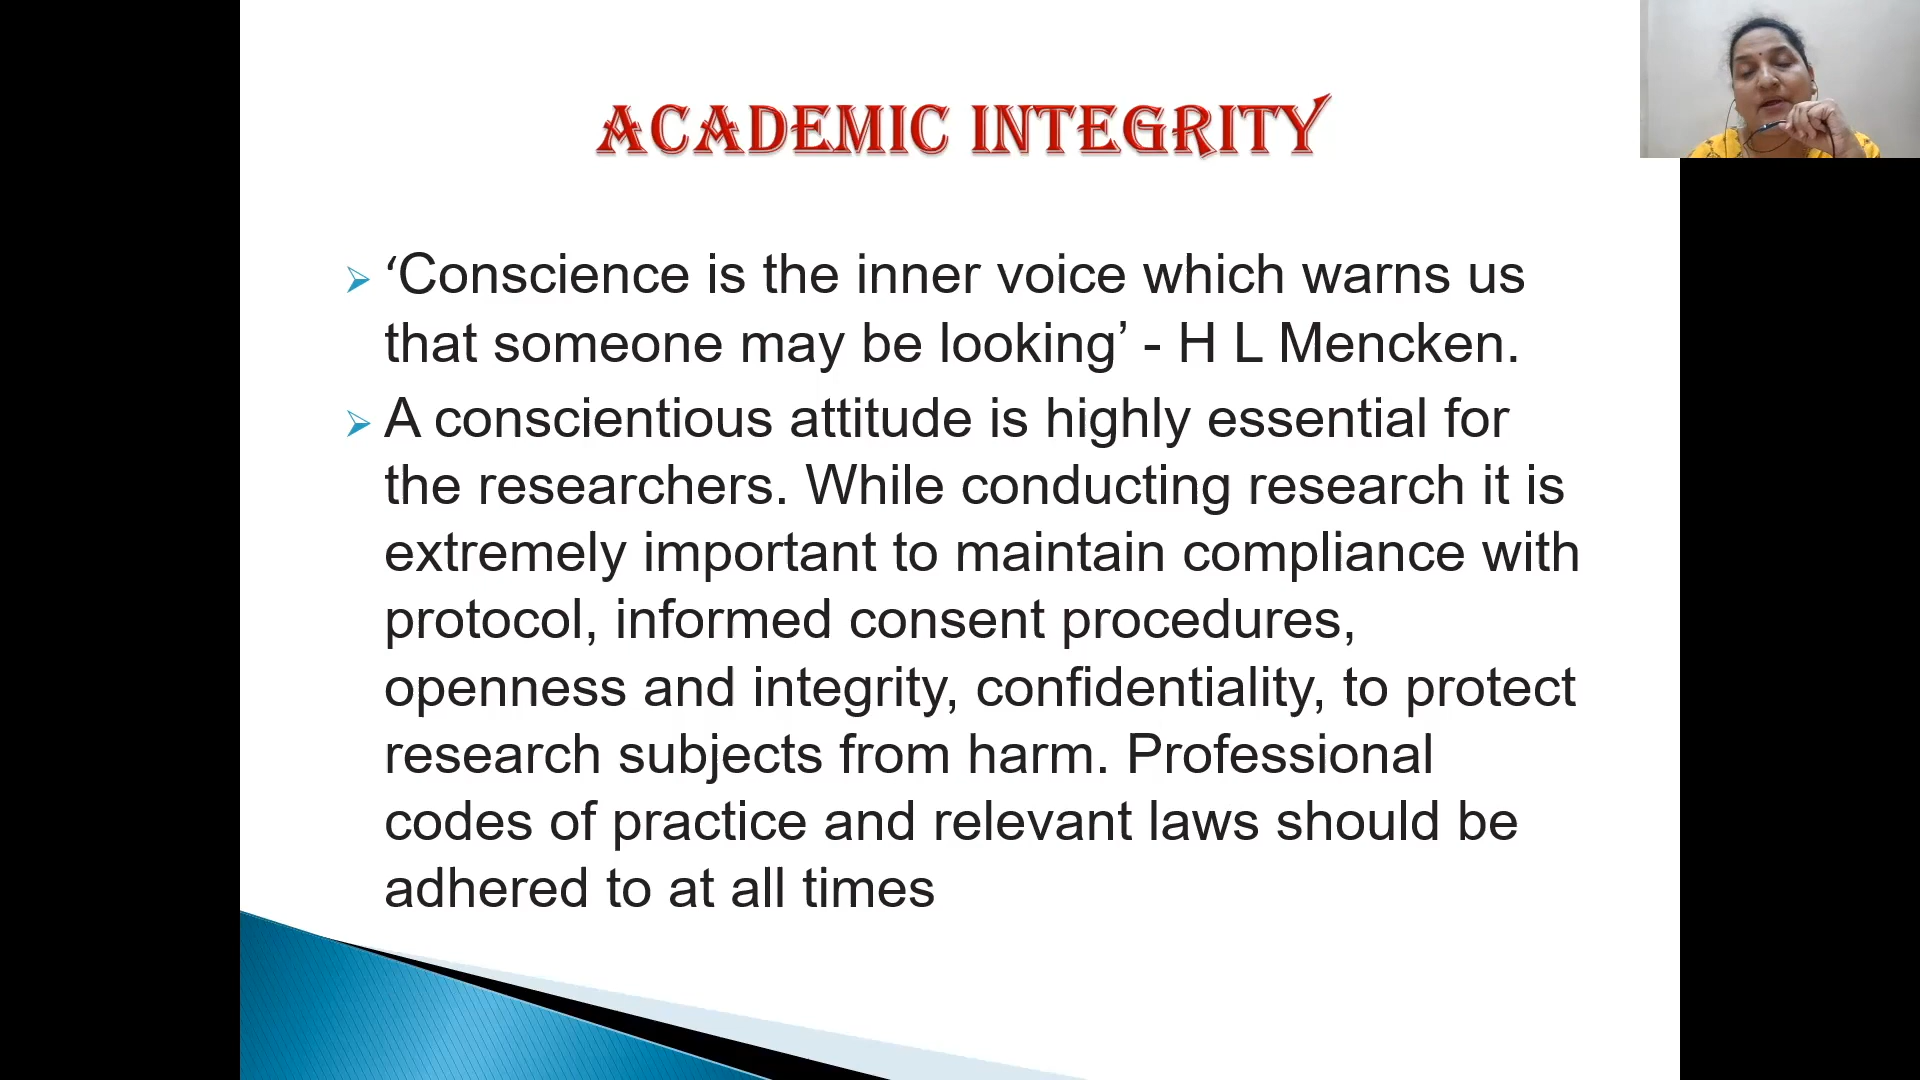 ACADEMIC INTEGRITY
‘Conscience is the inner voice which warns us
that someone may be looking’ - H L Mencken.
A conscientious attitude is highly essential for
the researchers. While conducting research it is
extremely important to maintain compliance with
protocol, informed consent procedures,
openness and integrity, confidentiality, to protect
research subjects from harm. Professional
codes of practice and relevant laws should be
adhered to at all times